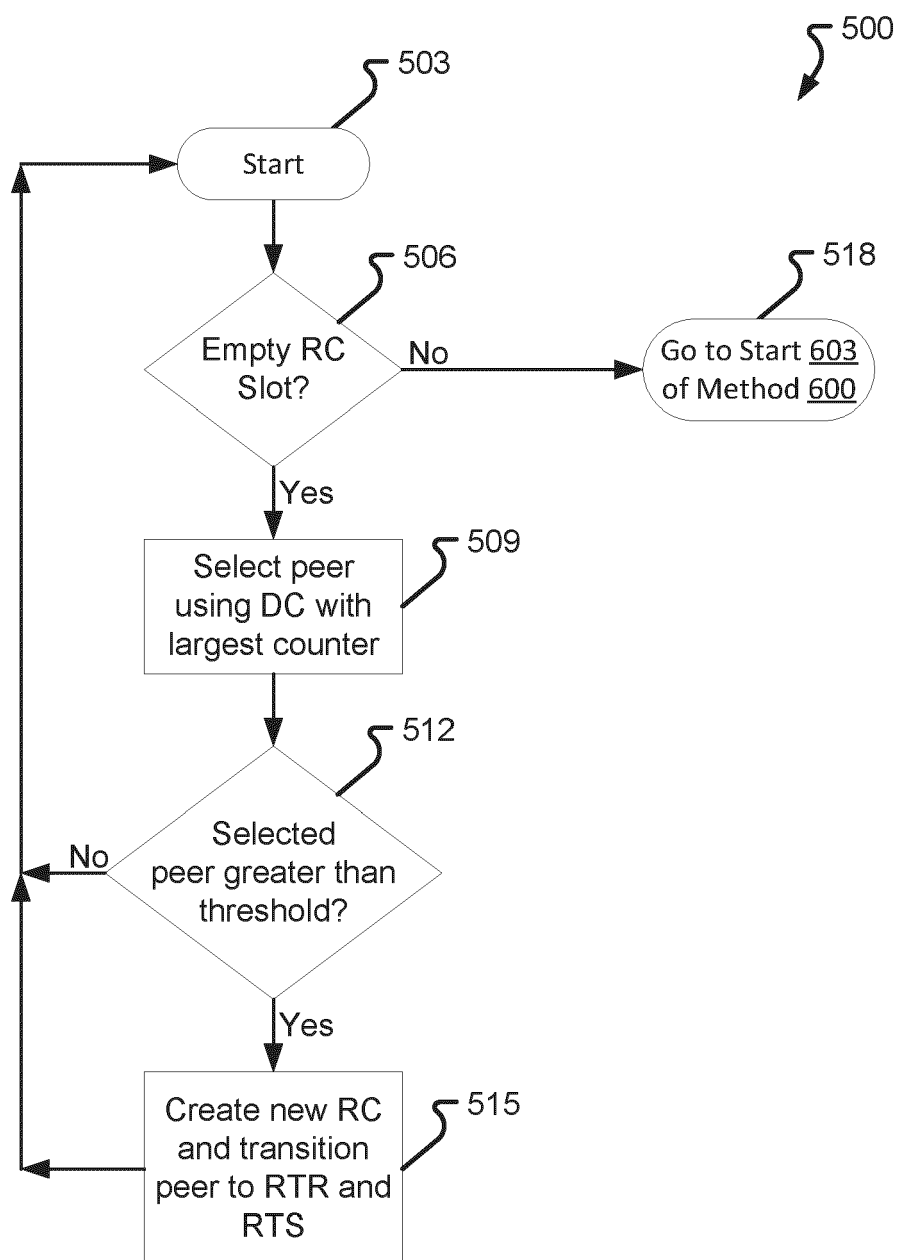 500
503
Start
506
Empty RC
Slot?
No
518
Go to Start 603
of Method 600
Yes
509
Select peer
using DC with
largest counter
512
Selected
peer greater than
threshold?
No
Yes
515
Create new RC
and transition
peer to RTR and
RTS